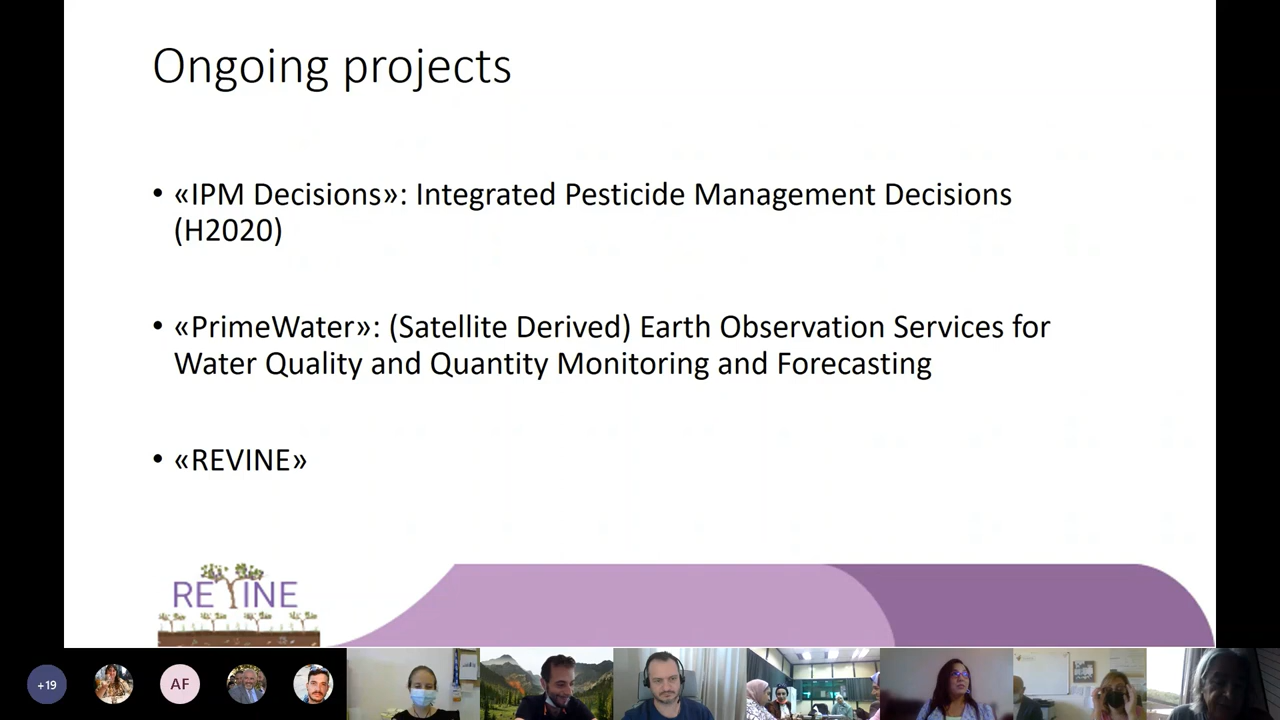 Ongoing projects
• «IPM Decisions»: Integrated Pesticide Management Decisions
(H2020)
• «PrimeWater»: (Satellite Derived) Earth Observation Services for
Water Quality and Quantity Monitoring and Forecasting
• «REVINE»
REVINE
+19
AF